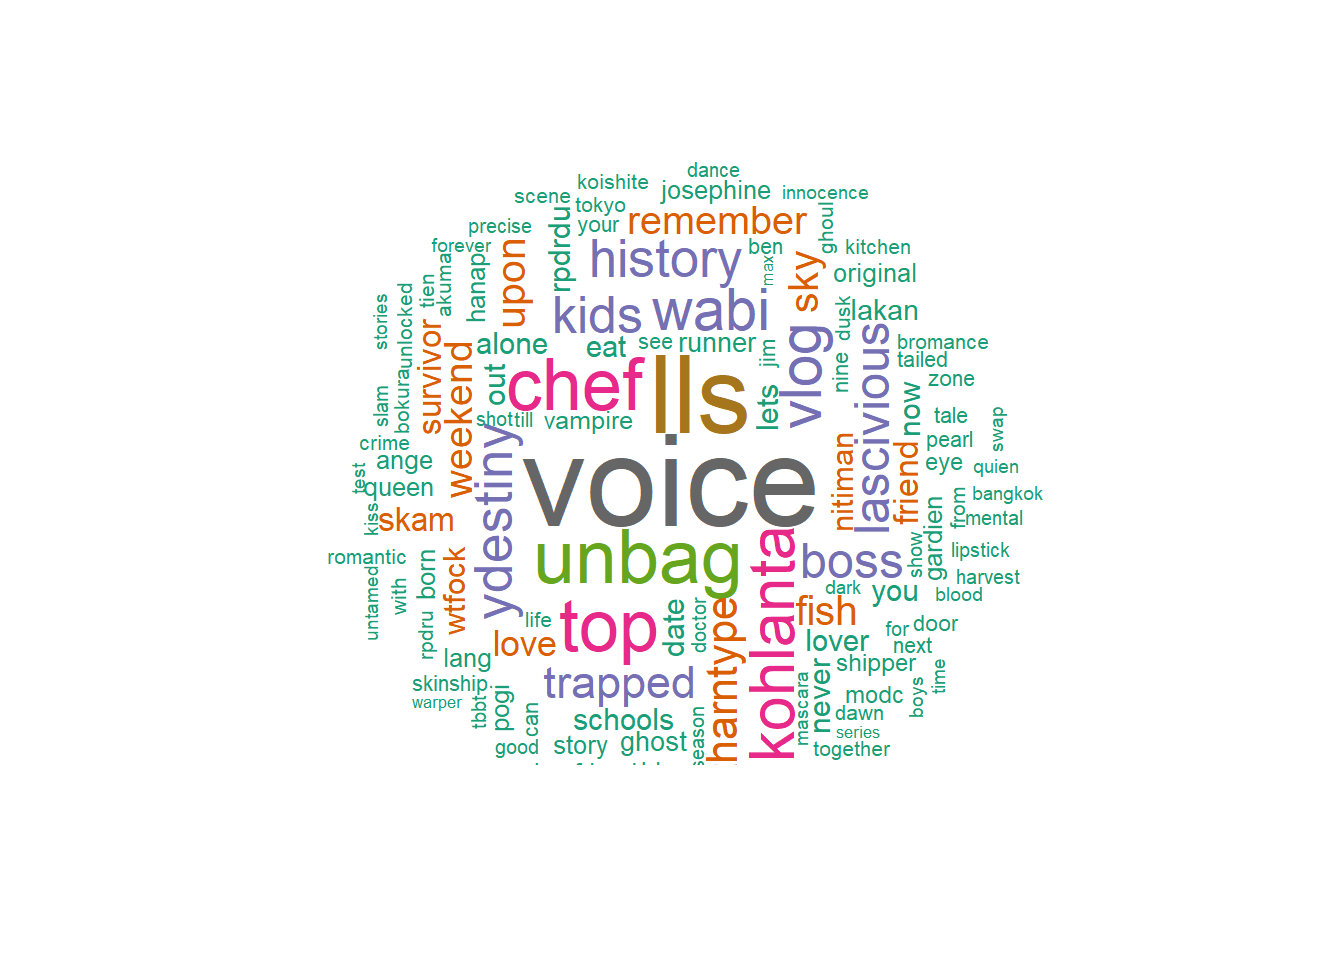 dance
koishite
josephine
innocence
scene
tokyo
your
remember
precise
rpdrdu
ghoul
forever
upon
history
ben
max
sky
kitchen
hanapi
akuma
tien
original
stories
unlocked
kids
wabi
vlog
dusk
lakan
survivor
weekend
alone
eat
see
runner
jim
nine
lascivious
bromance
tailed
zone
slam
bokura
out
chef
lls
lets
now
tale
swap
shot
till
vampire
crime
ange
pearl
test
queen
ydestiny
voice
nitiman
friend
eye
quien
kiss
skam
from
bangkok
mental
gardien
romantic
unbag
kohlanta
boss
show
lipstick
harvest
untamed
with
born
wtfock
dark
you
blood
life
top
date
doctor
harntype
fish
for
door
rpdru
love
lover
next
lang
shipper
time
skinship
trapped
never
modc
boys
warper
tbbt
pogi
can
mascara
dawn
schools
season
series
good
story
ghost
together